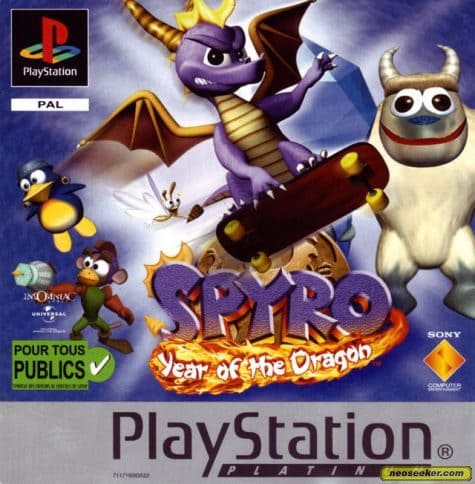 PlayStation
PAL
INSOMNIAC
UNIVERSAL
SPYRO
Year of the Dragon
TM
POUR TOUS
PUBLICS
SONY
COMPUTER
ENTERTAINMENT
PlayStation®
PLATINUM
neoseeker.com